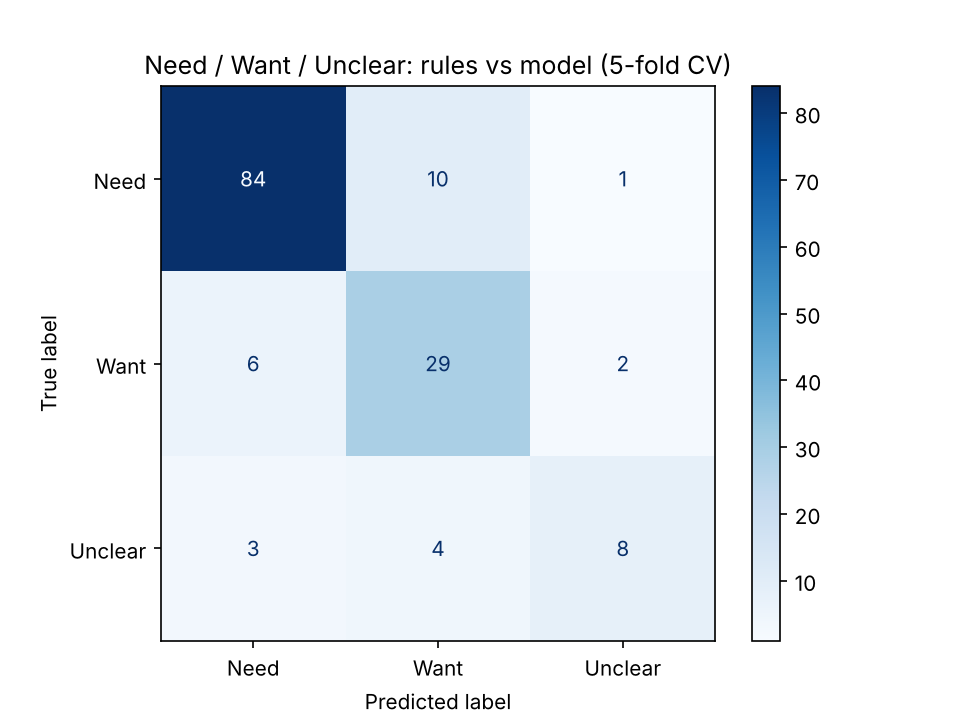 Need / Want / Unclear: rules vs model (5-fold CV)
80
70
60
50
40
30
20
10
True label
Need
84
10
1
Want
6
29
2
Unclear
3
4
8
Need
Want
Unclear
Predicted label